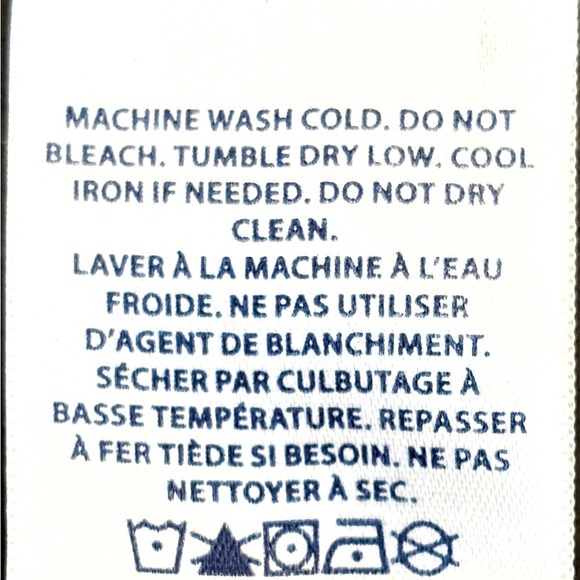 MACHINE WASH COLD. DO NOT
BLEACH. TUMBLE DRY LOW. COOL
IRON IF NEEDED. DO NOT DRY
CLEAN.
LAVER À LA MACHINE À L'EAU
FROIDE. NE PAS UTILISER
D'AGENT DE BLANCHIMENT.
SÉCHER PAR CULBUTAGE À
BASSE TEMPÉRATURE. REPASSER
À FER TIÈDE SI BESOIN. NE PAS
NETTOYER À SEC.